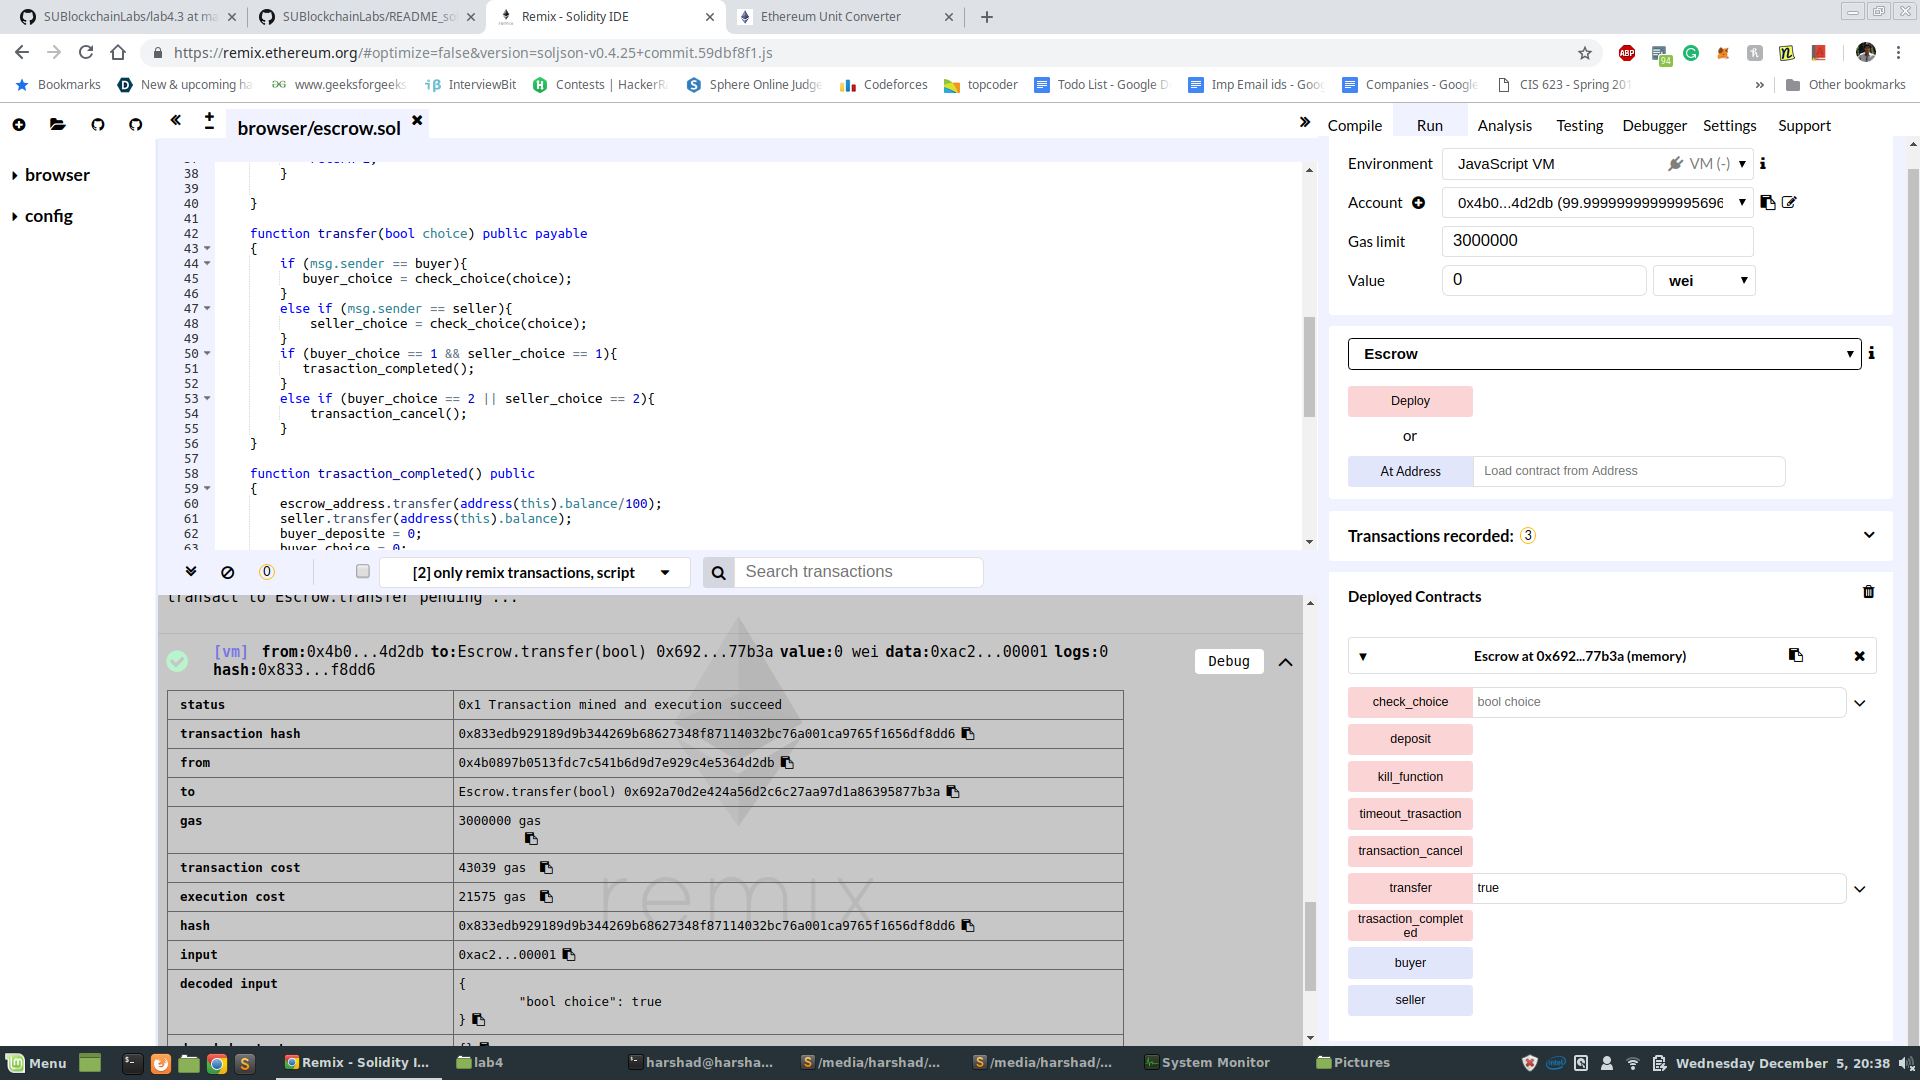 SUBlockchainLabs/lab4.3 at ma
SUBlockchainLabs/README_so
Remix - Solidity IDE
Ethereum Unit Converter
https://remix.ethereum.org/#optimize=false&version=soljson-v0.4.25+commit.59dbf8f1.js
ABP
94
Bookmarks
New & upcoming ha
www.geeksforgeeks
InterviewBit
Contests | HackerR
Sphere Online Judge
Codeforces
topcoder
Todo List - Google D
Imp Email ids - Goo
Companies - Google
CIS 623 - Spring 201
»
Other bookmarks
browser/escrow.sol
Compile
Run
Analysis
Testing
Debugger
Settings
Support
browser
config
38 }
39
40 }
41
42 function transfer(bool choice) public payable
43 {
44 if (msg.sender == buyer){
45 buyer_choice = check_choice(choice);
46 }
47 else if (msg.sender == seller){
48 seller_choice = check_choice(choice);
49 }
50 if (buyer_choice == 1 && seller_choice == 1){
51 trasaction_completed();
52 }
53 else if (buyer_choice == 2 || seller_choice == 2){
54 transaction_cancel();
55 }
56 }
57
58 function trasaction_completed() public
59 {
60 escrow_address.transfer(address(this).balance/100);
61 seller.transfer(address(this).balance);
62 buyer_deposite = 0;
63 buyer_choice = 0;
0
[2] only remix transactions, script
Search transactions
transact to Escrow.transfer pending ...
[vm] from:0x4b0...4d2db to:Escrow.transfer(bool) 0x692...77b3a value:0 wei data:0xac2...00001 logs:0
hash:0x833...f8dd6
Debug
status 0x1 Transaction mined and execution succeed
transaction hash 0x833edb929189d9b344269b68627348f87114032bc76a001ca9765f1656df8dd6
from 0x4b0897b0513fdc7c541b6d9d7e929c4e5364d2db
to Escrow.transfer(bool) 0x692a70d2e424a56d2c6c27aa97d1a86395877b3a
gas 3000000 gas
transaction cost 43039 gas
execution cost 21575 gas
hash 0x833edb929189d9b344269b68627348f87114032bc76a001ca9765f1656df8dd6
input 0xac2...00001
decoded input {
"bool choice": true
}
remix
Environment JavaScript VM VM (-)
Account 0x4b0...4d2db (99.99999999999995696
Gas limit 3000000
Value 0 wei
Escrow
Deploy
or
At Address Load contract from Address
Transactions recorded: 3
Deployed Contracts
Escrow at 0x692...77b3a (memory)
check_choice bool choice
deposit
kill_function
timeout_trasaction
transaction_cancel
transfer true
trasaction_complet
ed
buyer
seller
Menu
Remix - Solidity I...
lab4
harshad@harsha...
/media/harshad/...
/media/harshad/...
System Monitor
Pictures
Wednesday December 5, 20:38